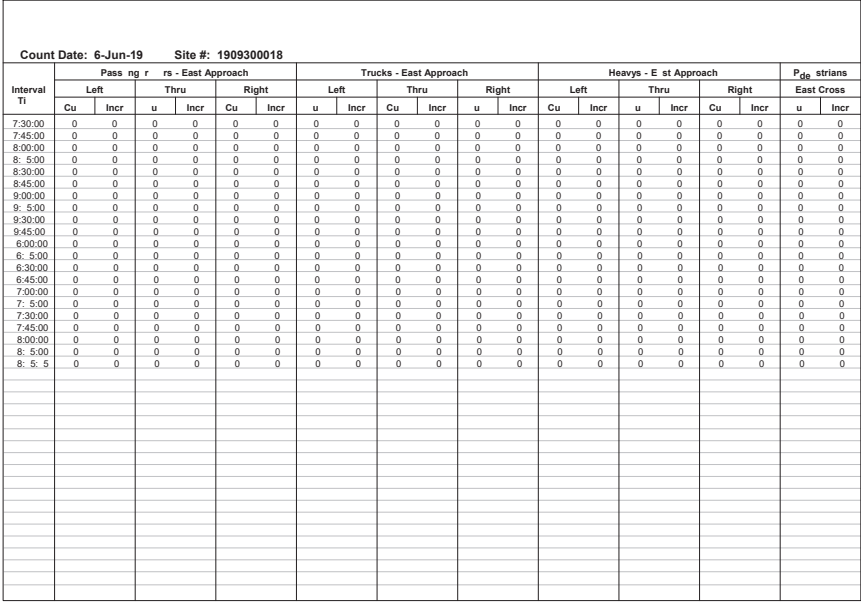 Count Date: 6-Jun-19 Site #: 1909300018
Pass ng r rs - East Approach Trucks - East Approach Heavys - E st Approach Pde strians
Interval Left Thru Right Left Thru Right Left Thru Right East Cross
Ti Cu Incr u Incr Cu Incr u Incr Cu Incr u Incr Cu Incr u Incr Cu Incr u Incr
7:30:00 0 0 0 0 0 0 0 0 0 0 0 0 0 0 0 0 0 0 0 0
7:45:00 0 0 0 0 0 0 0 0 0 0 0 0 0 0 0 0 0 0 0 0
8:00:00 0 0 0 0 0 0 0 0 0 0 0 0 0 0 0 0 0 0 0 0
8: 5:00 0 0 0 0 0 0 0 0 0 0 0 0 0 0 0 0 0 0 0 0
8:30:00 0 0 0 0 0 0 0 0 0 0 0 0 0 0 0 0 0 0 0 0
8:45:00 0 0 0 0 0 0 0 0 0 0 0 0 0 0 0 0 0 0 0 0
9:00:00 0 0 0 0 0 0 0 0 0 0 0 0 0 0 0 0 0 0 0 0
9: 5:00 0 0 0 0 0 0 0 0 0 0 0 0 0 0 0 0 0 0 0 0
9:30:00 0 0 0 0 0 0 0 0 0 0 0 0 0 0 0 0 0 0 0 0
9:45:00 0 0 0 0 0 0 0 0 0 0 0 0 0 0 0 0 0 0 0 0
6:00:00 0 0 0 0 0 0 0 0 0 0 0 0 0 0 0 0 0 0 0 0
6: 5:00 0 0 0 0 0 0 0 0 0 0 0 0 0 0 0 0 0 0 0 0
6:30:00 0 0 0 0 0 0 0 0 0 0 0 0 0 0 0 0 0 0 0 0
6:45:00 0 0 0 0 0 0 0 0 0 0 0 0 0 0 0 0 0 0 0 0
7:00:00 0 0 0 0 0 0 0 0 0 0 0 0 0 0 0 0 0 0 0 0
7: 5:00 0 0 0 0 0 0 0 0 0 0 0 0 0 0 0 0 0 0 0 0
7:30:00 0 0 0 0 0 0 0 0 0 0 0 0 0 0 0 0 0 0 0 0
7:45:00 0 0 0 0 0 0 0 0 0 0 0 0 0 0 0 0 0 0 0 0
8:00:00 0 0 0 0 0 0 0 0 0 0 0 0 0 0 0 0 0 0 0 0
8: 5:00 0 0 0 0 0 0 0 0 0 0 0 0 0 0 0 0 0 0 0 0
8: 5: 5 0 0 0 0 0 0 0 0 0 0 0 0 0 0 0 0 0 0 0 0